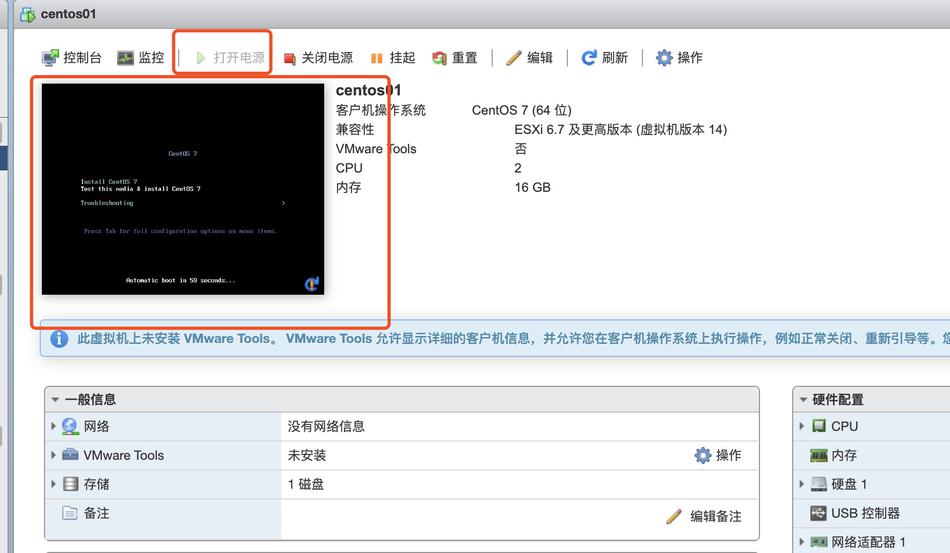 centos01
控制台 监控 打开电源 关闭电源 挂起 重置 编辑 刷新 操作
CentOS 7
Install CentOS 7
Test this media & install CentOS 7
Troubleshooting >
Press Tab for full configuration options on menu items.
Automatic boot in 59 seconds...
centos01
客户机操作系统 CentOS 7 (64 位)
兼容性 ESXi 6.7 及更高版本 (虚拟机版本 14)
VMware Tools 否
CPU 2
内存 16 GB
此虚拟机上未安装 VMware Tools。 VMware Tools 允许显示详细的客户机信息，并允许您在客户机操作系统上执行操作，例如正常关闭、重新引导等。
一般信息
网络 没有网络信息
VMware Tools 未安装 操作
存储 1 磁盘
备注 编辑备注
硬件配置
CPU
内存
硬盘 1
USB 控制器
网络适配器 1